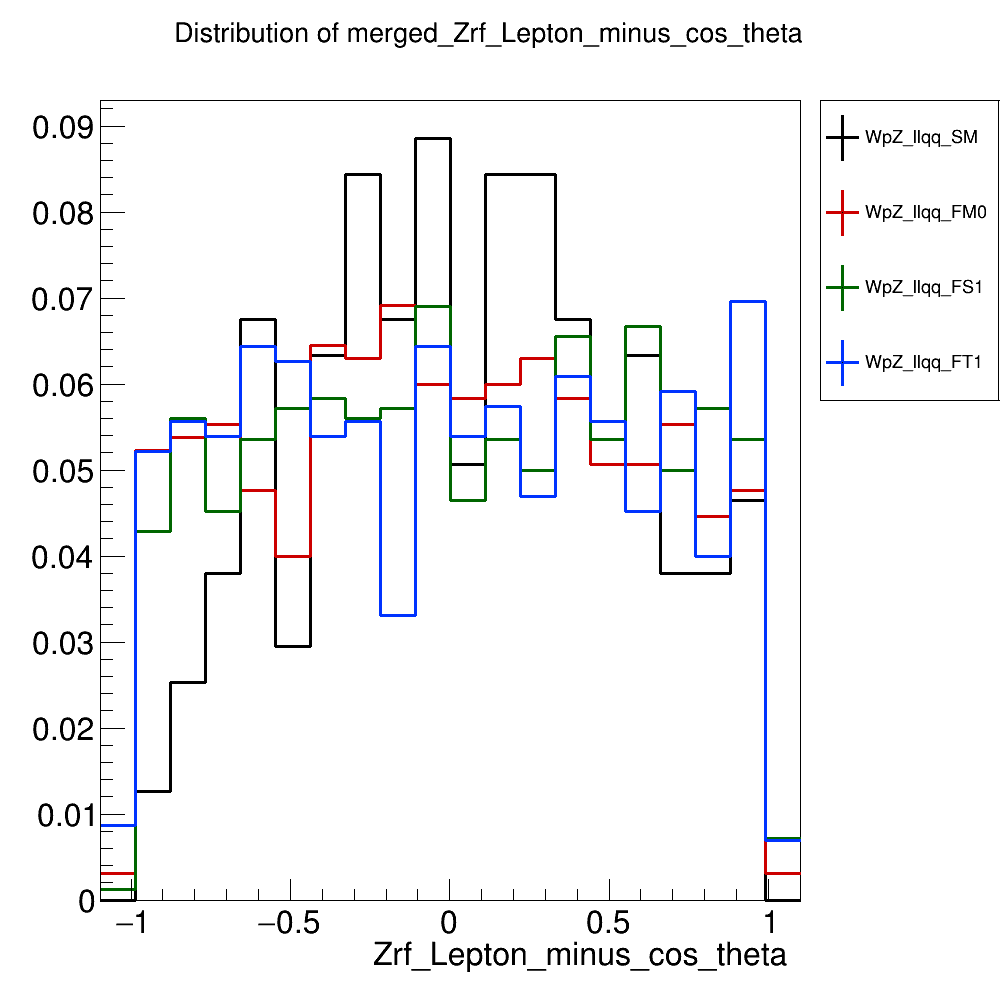 Distribution of merged_Zrf_Lepton_minus_cos_theta
WpZ_llqq_SM
WpZ_llqq_FM0
WpZ_llqq_FS1
WpZ_llqq_FT1
0.09
0.08
0.07
0.06
0.05
0.04
0.03
0.02
0.01
0
−1 −0.5 0 0.5 1
Zrf_Lepton_minus_cos_theta